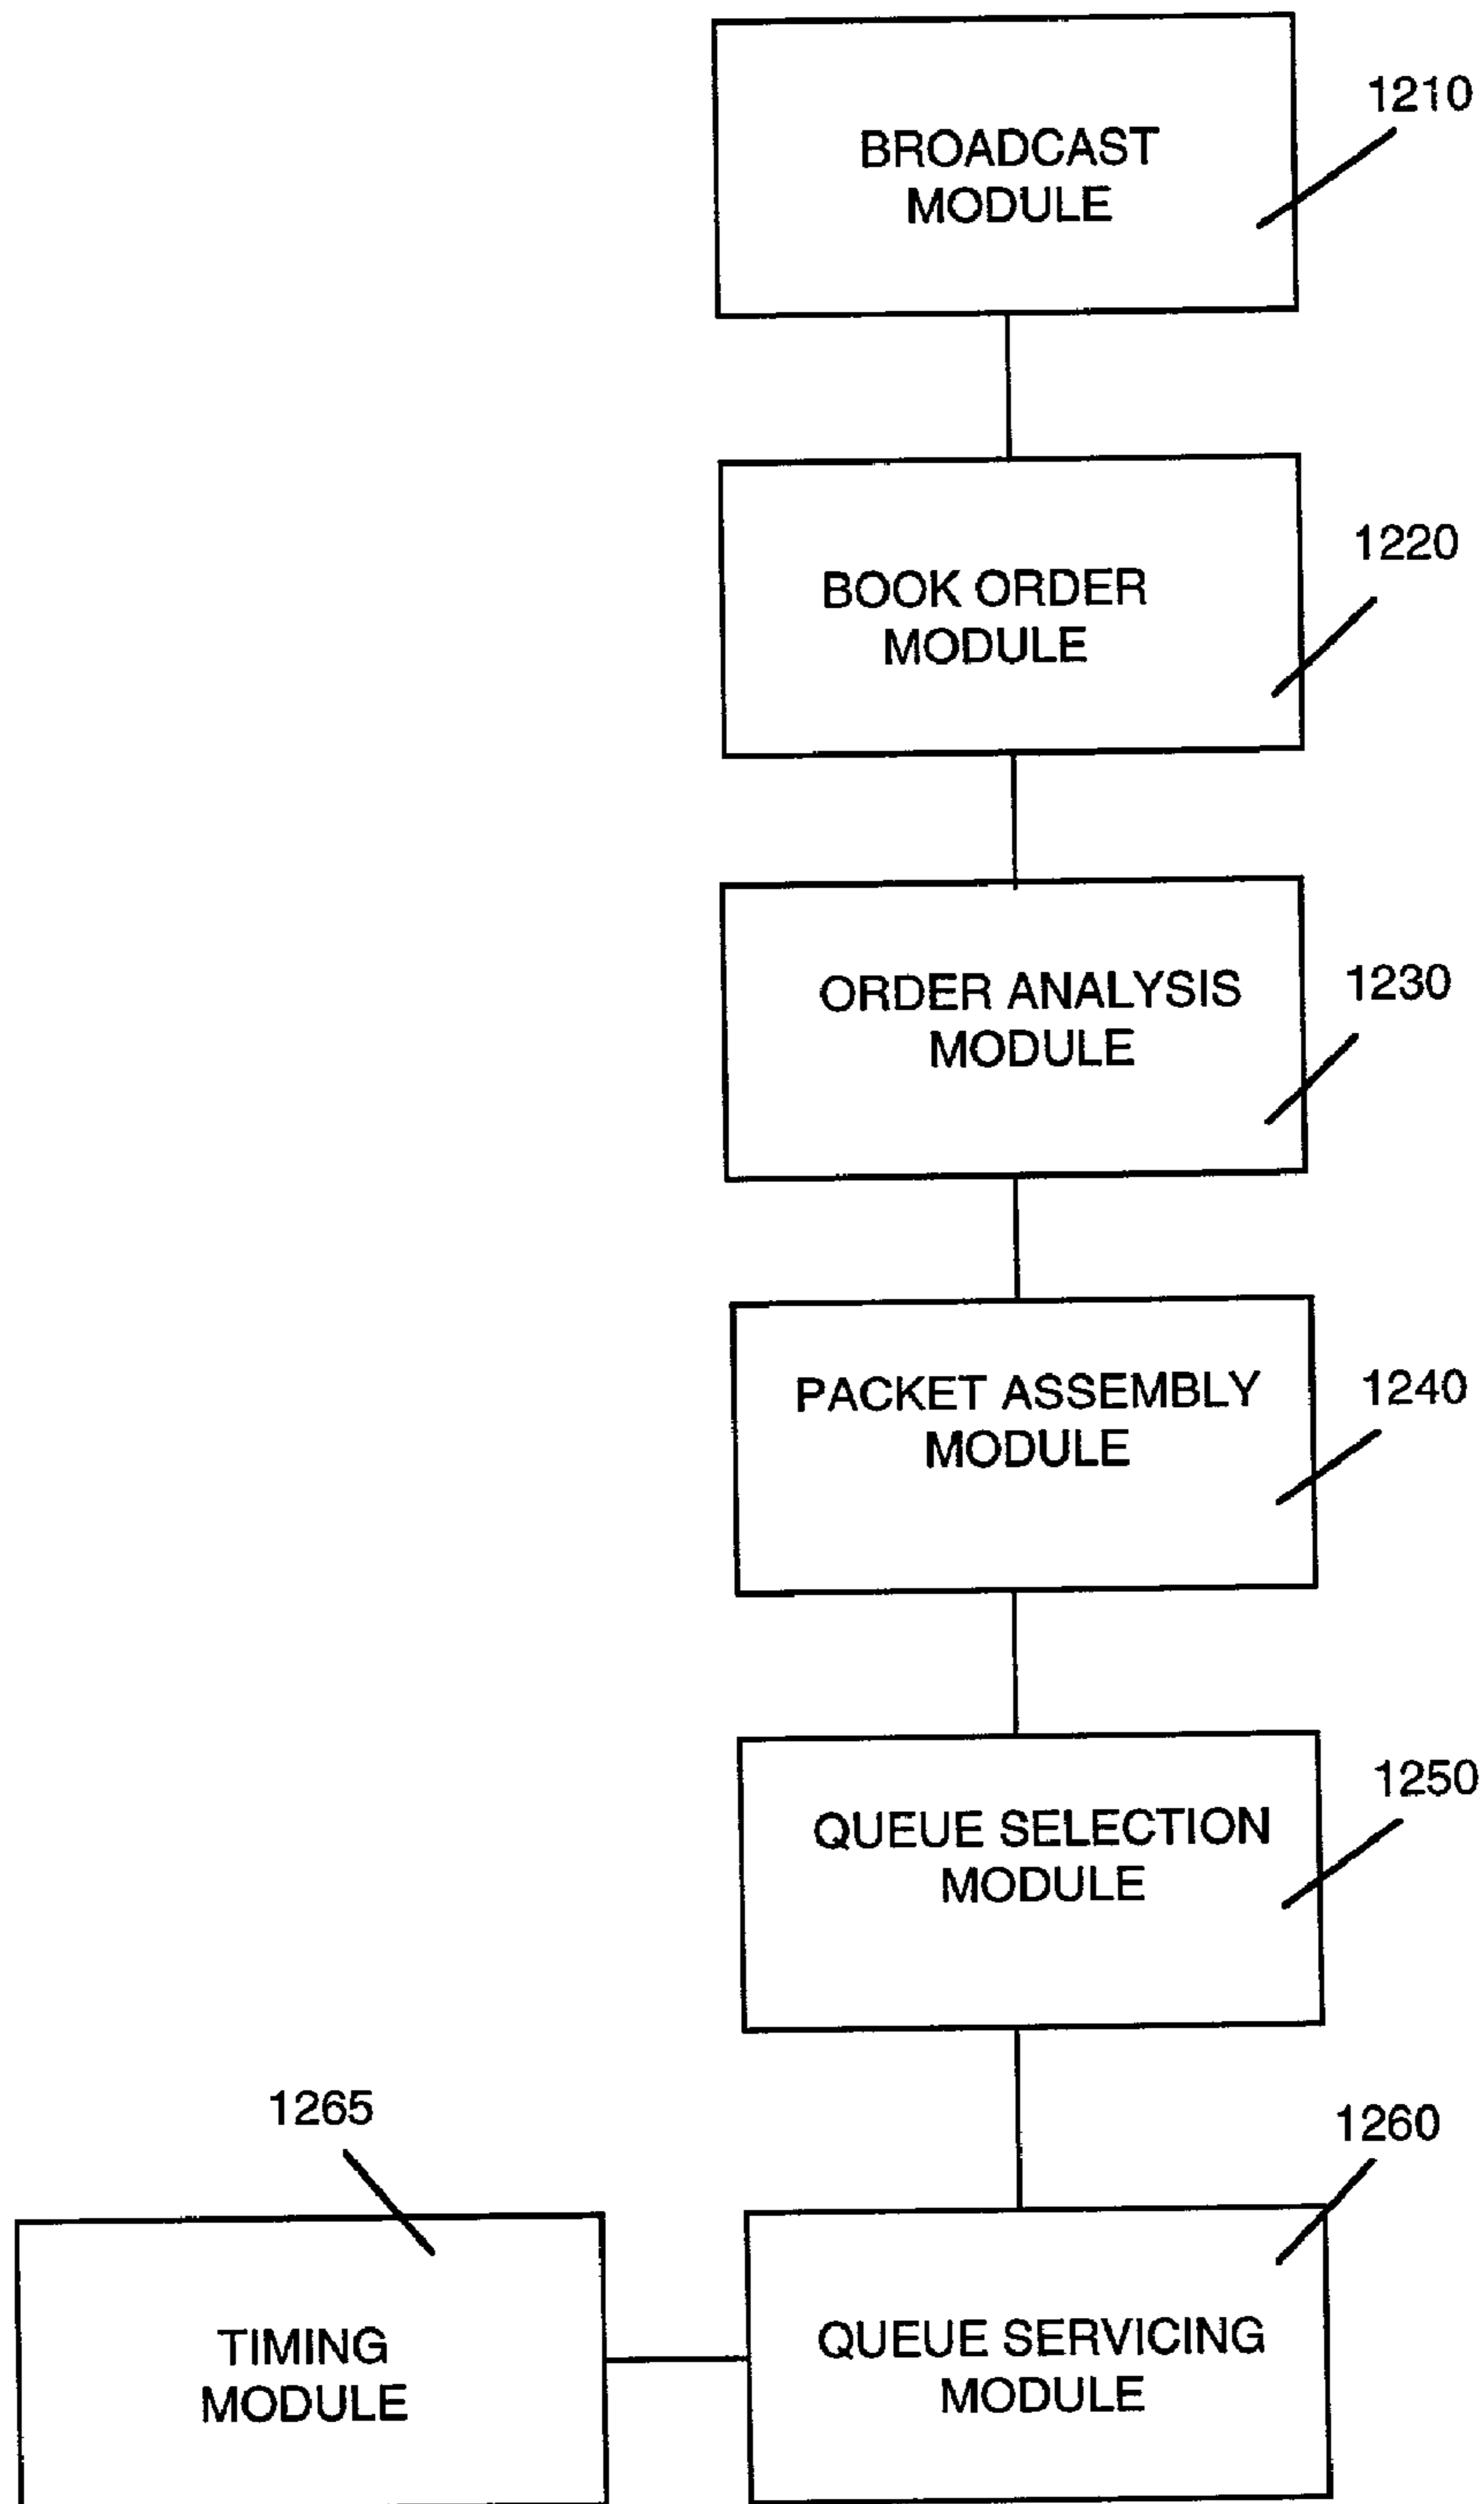 1210
BROADCAST
MODULE
1220
BOOK ORDER
MODULE
1230
ORDER ANALYSIS
MODULE
1240
PACKET ASSEMBLY
MODULE
1250
QUEUE SELECTION
MODULE
1265
1260
TIMING
MODULE
QUEUE SERVICING
MODULE